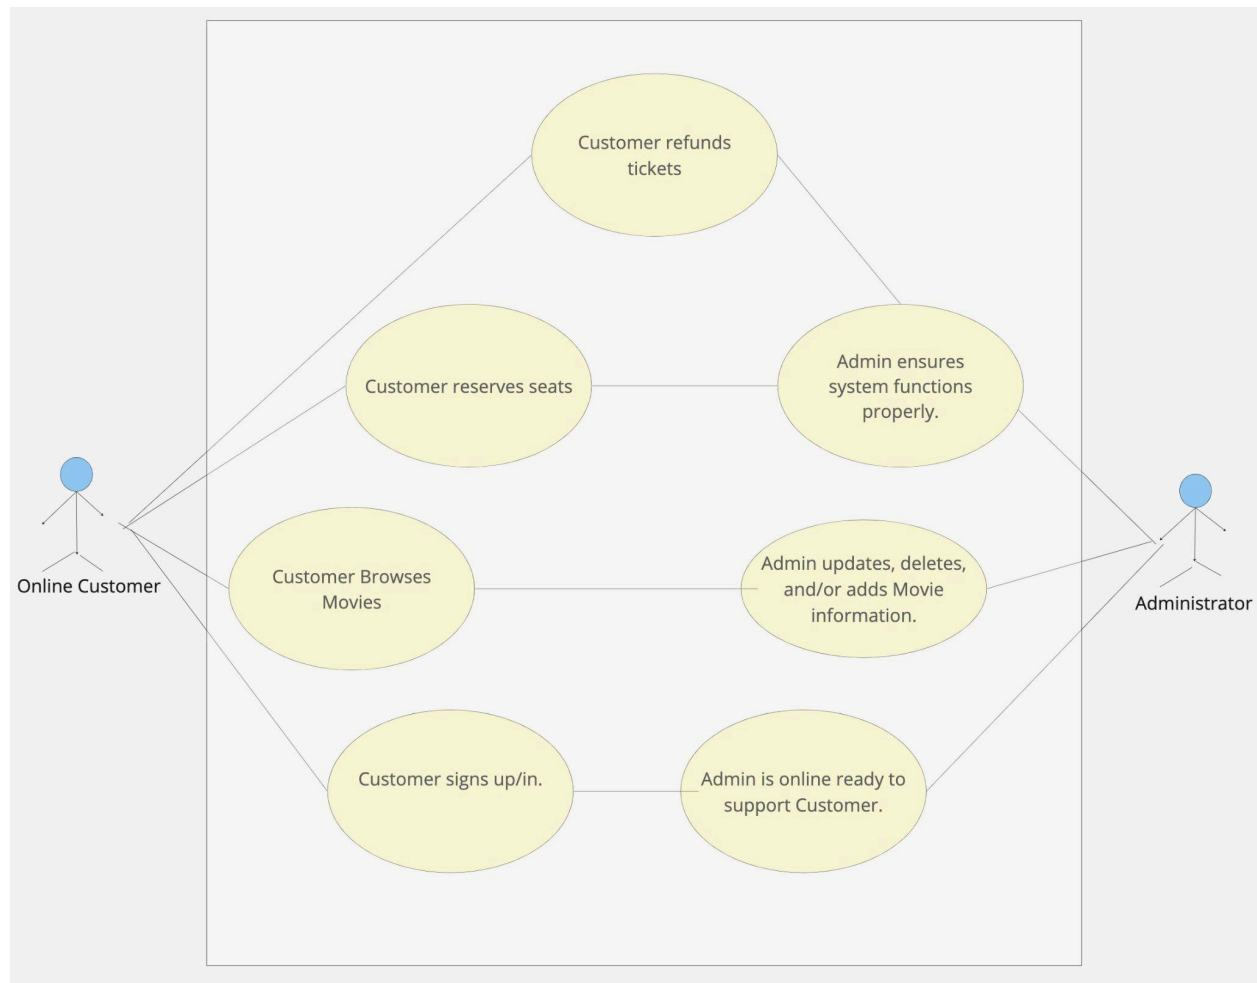 Customer refunds
tickets
Customer reserves seats
Admin ensures
system functions
properly.
Online Customer
Customer Browses
Movies
Admin updates, deletes,
and/or adds Movie
information.
Administrator
Customer signs up/in.
Admin is online ready to
support Customer.